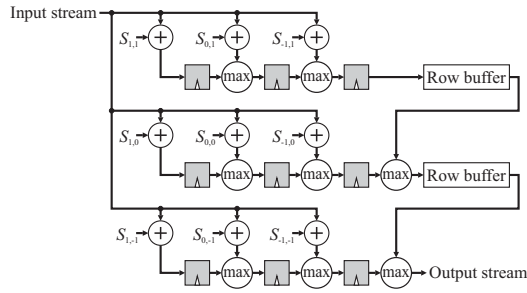 Input stream
S1,1 + S0,1 + S-1,1 +
max max Row buffer
S1,0 + S0,0 + S-1,0 +
max max max Row buffer
S1,-1 + S0,-1 + S-1,-1 +
max max max Output stream